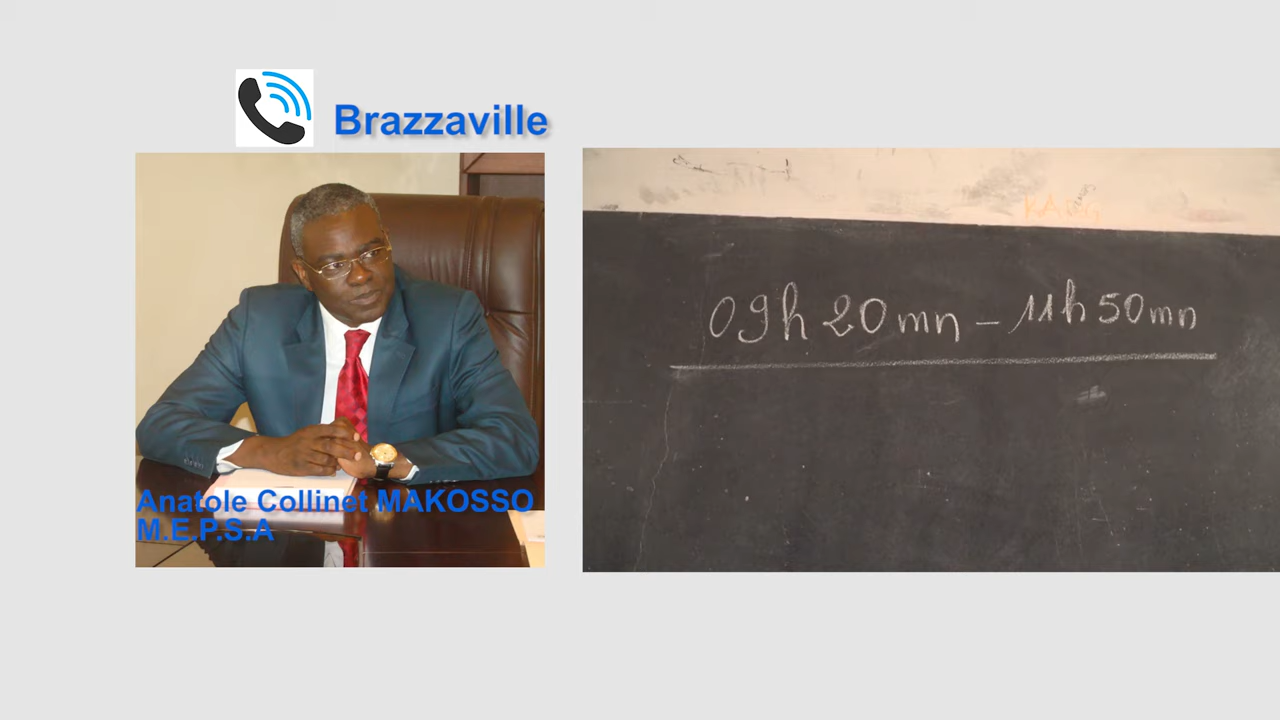 Brazzaville
Anatole Collinet MAKOSSO
M.E.P.S.A
09h 20mn – 11h 50mn